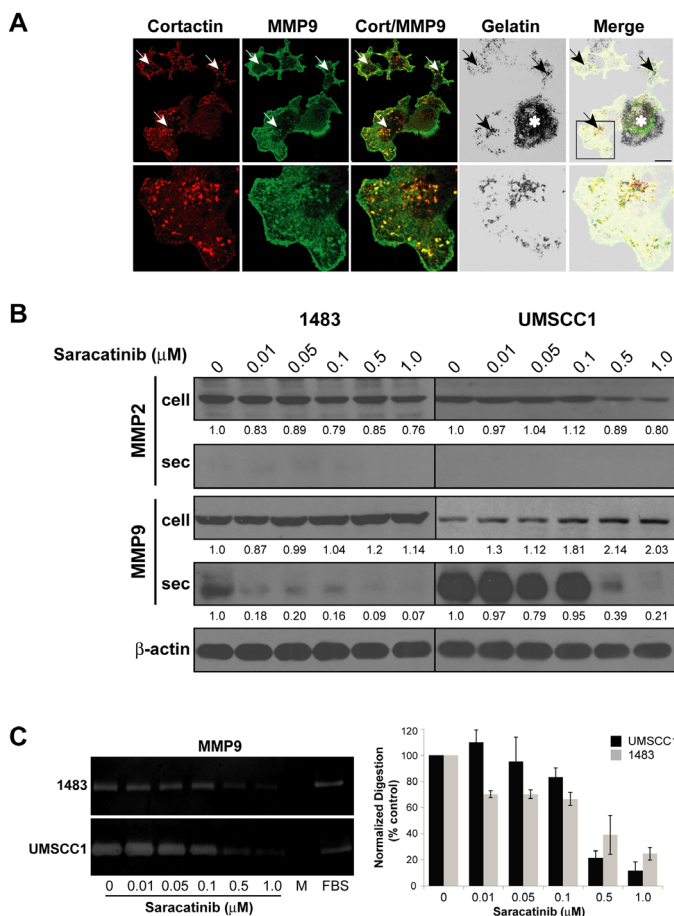 A
Cortactin MMP9 Cort/MMP9 Gelatin Merge
B
1483 UMSCC1
Saracatinib (μM) 0 0.01 0.05 0.1 0.5 1.0 0 0.01 0.05 0.1 0.5 1.0
MMP2
cell
1.0 0.83 0.89 0.79 0.85 0.76 1.0 0.97 1.04 1.12 0.89 0.80
sec
MMP9
cell
1.0 0.87 0.99 1.04 1.2 1.14 1.0 1.3 1.12 1.81 2.14 2.03
sec
1.0 0.18 0.20 0.16 0.09 0.07 1.0 0.97 0.79 0.95 0.39 0.21
β-actin
C
MMP9
1483
UMSCC1
0 0.01 0.05 0.1 0.5 1.0 M FBS
Saracatinib (μM)
Normalized Digestion
(% control)
120
100
80
60
40
20
0
UMSCC1
1483
0 0.01 0.05 0.1 0.5 1.0
Saracatinib (μM)